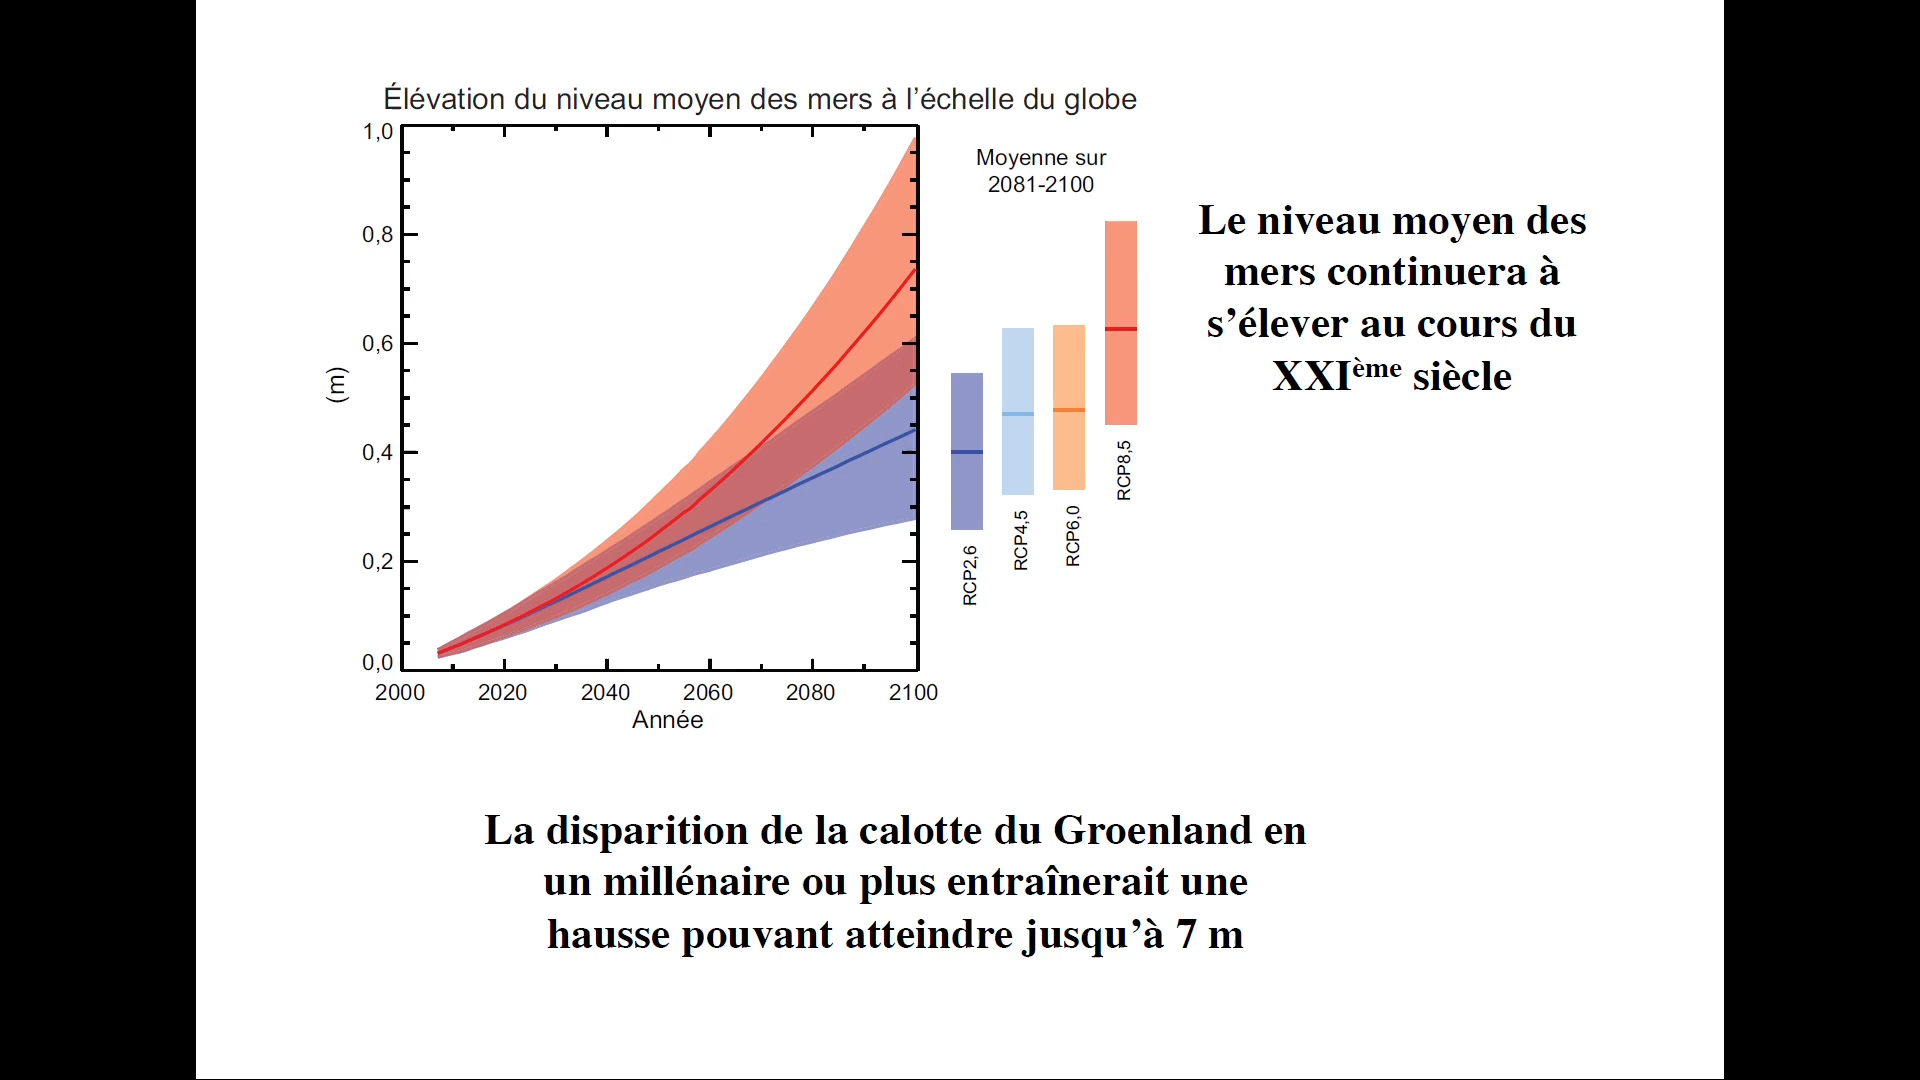 Élévation du niveau moyen des mers à l’échelle du globe
1,0
0,8
0,6
0,4
0,2
0,0
(m)
2000 2020 2040 2060 2080 2100
Année
Moyenne sur
2081-2100
RCP2,6
RCP4,5
RCP6,0
RCP8,5
Le niveau moyen des
mers continuera à
s’élever au cours du
XXIème siècle
La disparition de la calotte du Groenland en
un millénaire ou plus entraînerait une
hausse pouvant atteindre jusqu’à 7 m